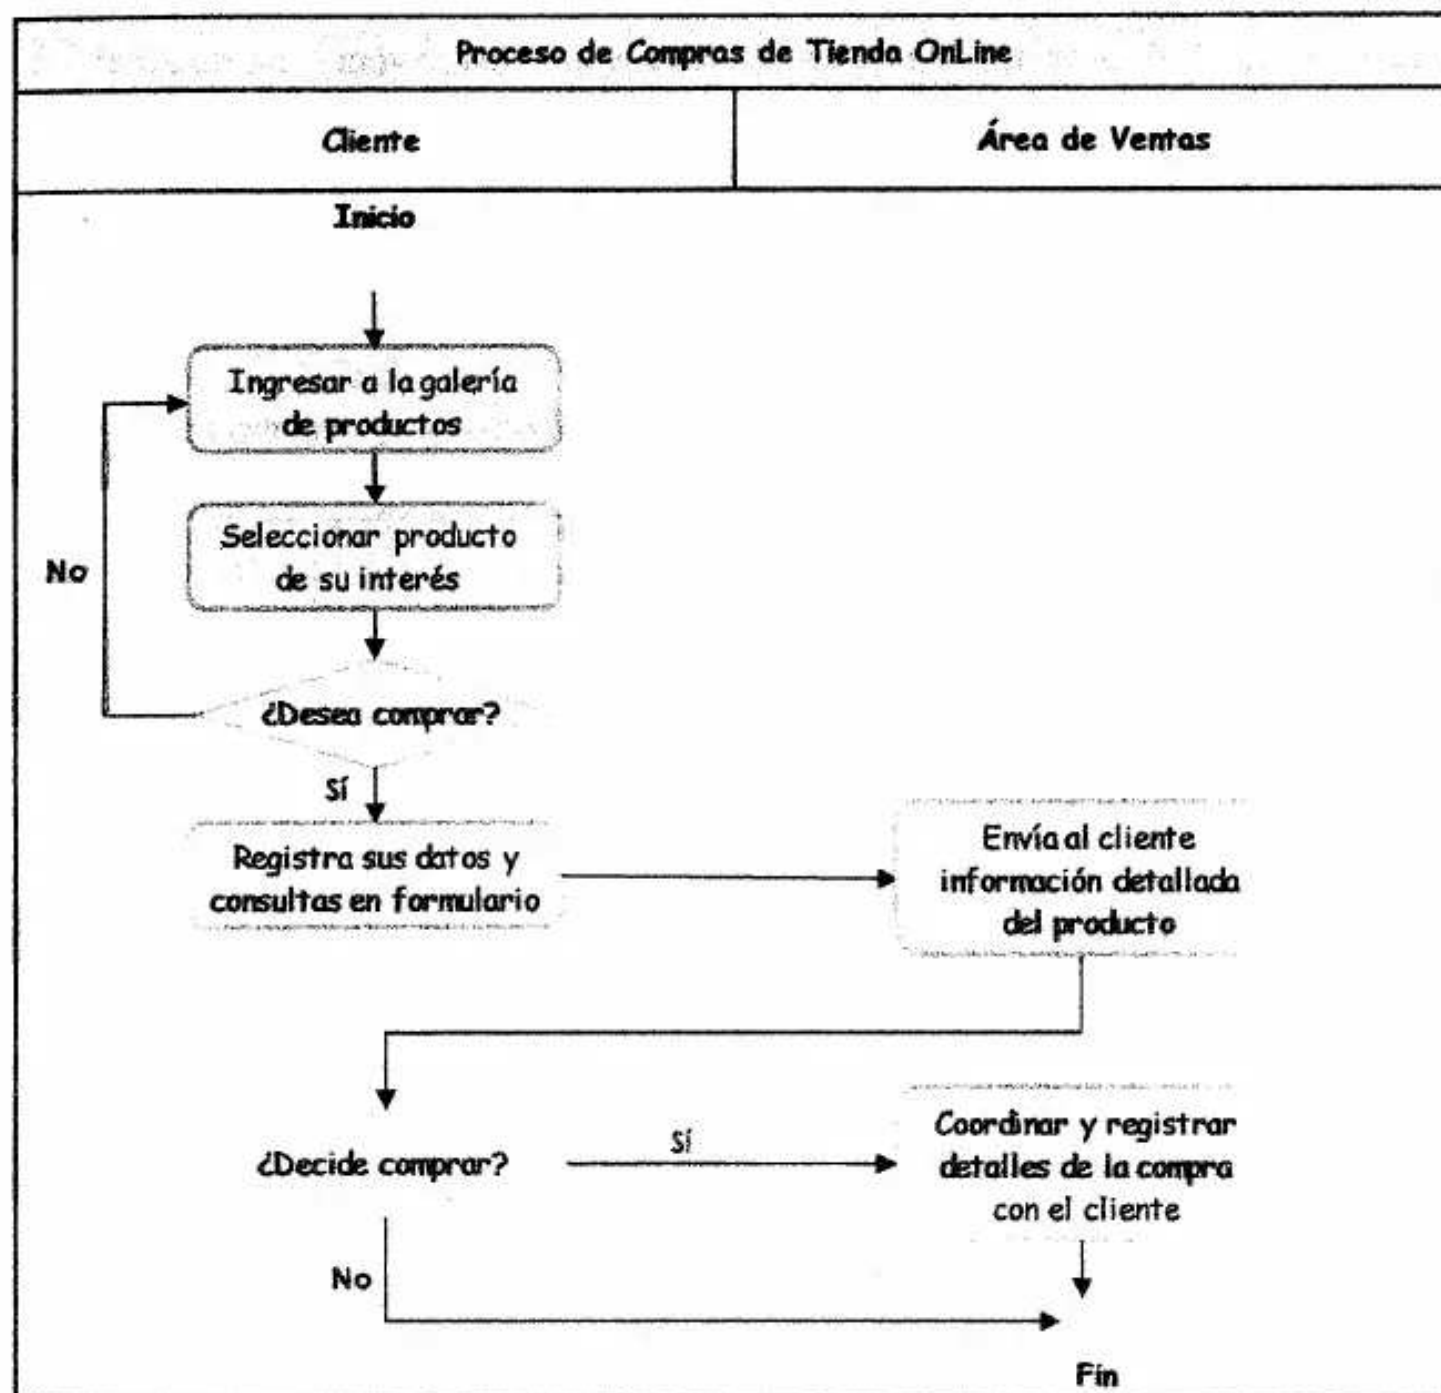 Proceso de Compras de Tienda OnLine
Cliente
Área de Ventas
Inicio
Ingresar a la galería
de productos
Seleccionar producto
de su interés
No
¿Desea comprar?
Sí
Registra sus datos y
consultas en formulario
Envía al cliente
información detallada
del producto
¿Decide comprar?
Sí
Coordinar y registrar
detalles de la compra
con el cliente
No
Fin